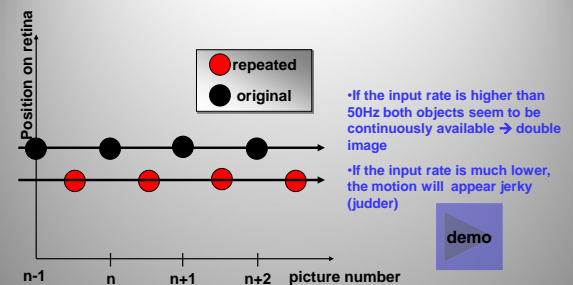 Position on retina
repeated
original
•If the input rate is higher than
50Hz both objects seem to be
continuously available → double
image
•If the input rate is much lower,
the motion will appear jerky
(judder)
demo
n-1 n n+1 n+2 picture number